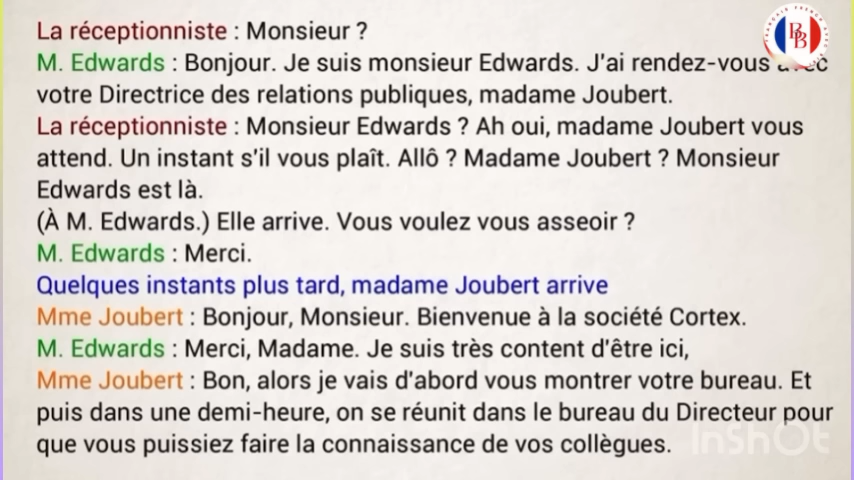 La réceptionniste : Monsieur ?
M. Edwards : Bonjour. Je suis monsieur Edwards. J'ai rendez-vous avec
votre Directrice des relations publiques, madame Joubert.
La réceptionniste : Monsieur Edwards ? Ah oui, madame Joubert vous
attend. Un instant s'il vous plaît. Allô ? Madame Joubert ? Monsieur
Edwards est là.
(À M. Edwards.) Elle arrive. Vous voulez vous asseoir ?
M. Edwards : Merci.
Quelques instants plus tard, madame Joubert arrive
Mme Joubert : Bonjour, Monsieur. Bienvenue à la société Cortex.
M. Edwards : Merci, Madame. Je suis très content d'être ici,
Mme Joubert : Bon, alors je vais d'abord vous montrer votre bureau. Et
puis dans une demi-heure, on se réunit dans le bureau du Directeur pour
que vous puissiez faire la connaissance de vos collègues.
InShOt